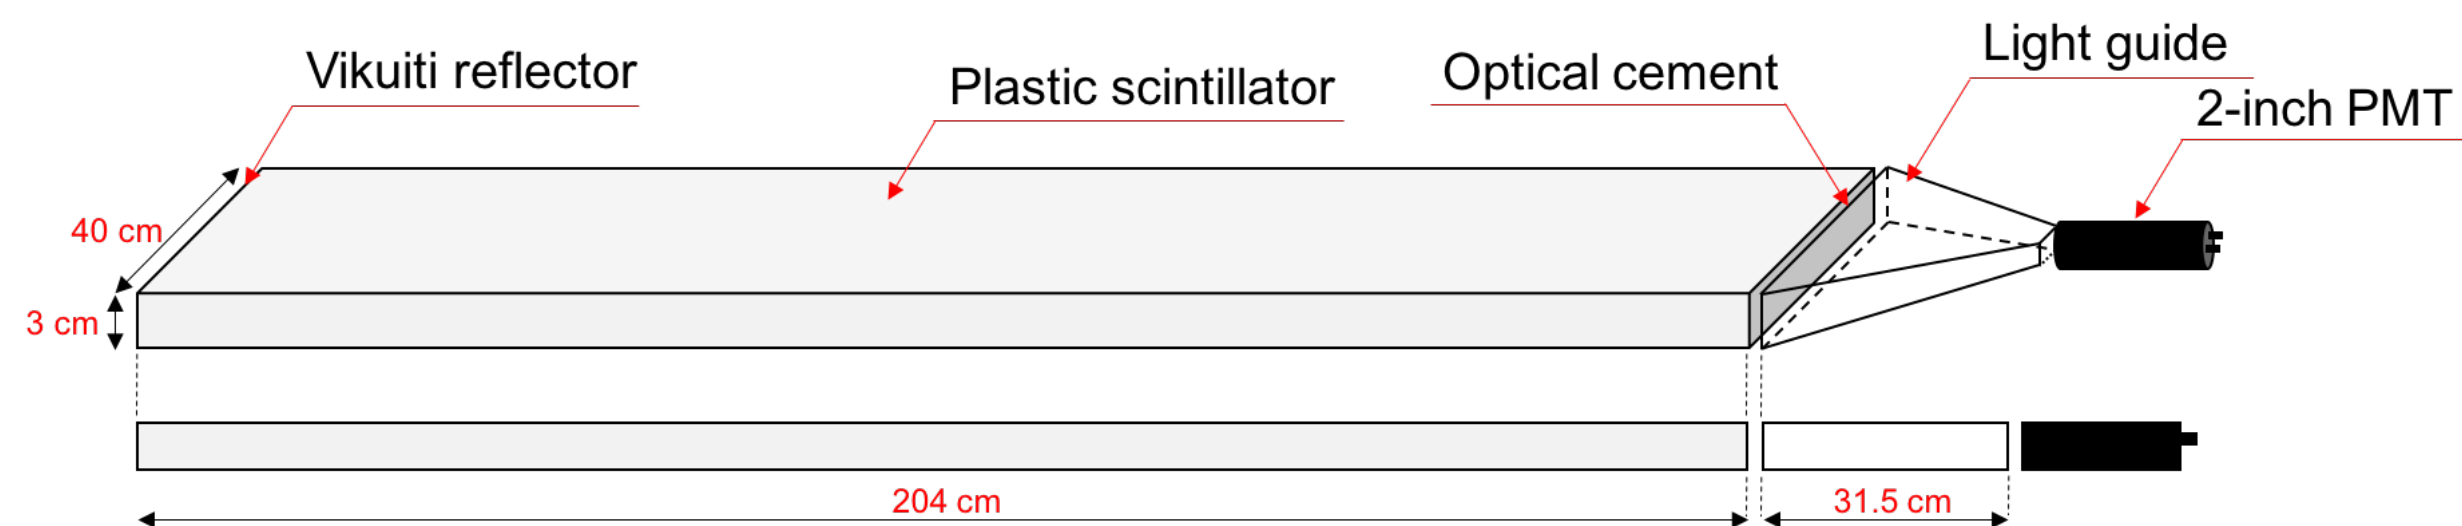 Vikuiti reflector
Plastic scintillator
Optical cement
Light guide
2-inch PMT
40 cm
3 cm
204 cm
31.5 cm